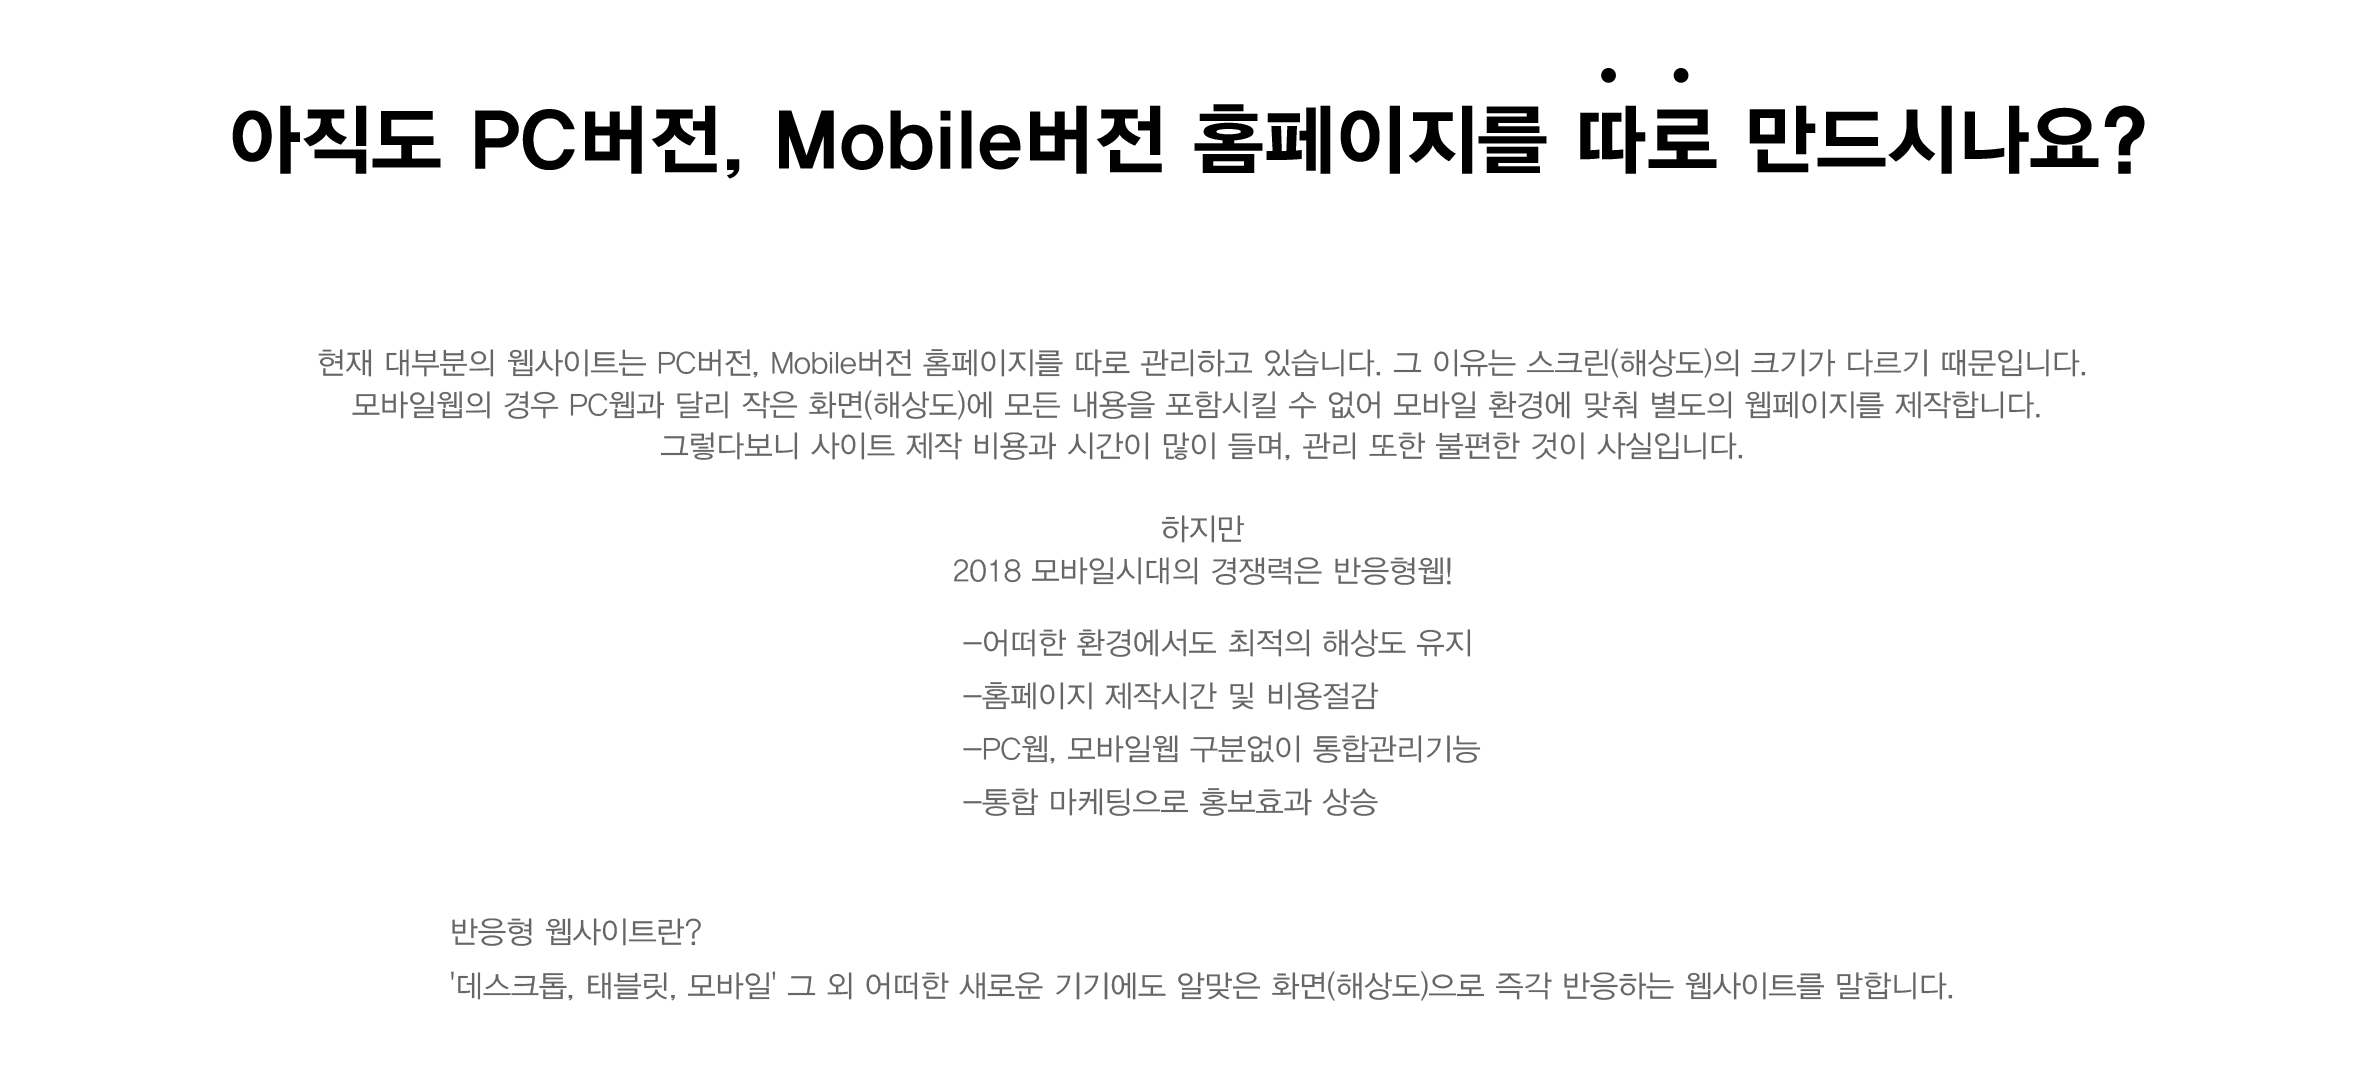 아직도 PC버전, Mobile버전 홈페이지를 따로 만드시나요?
현재 대부분의 웹사이트는 PC버전, Mobile버전 홈페이지를 따로 관리하고 있습니다. 그 이유는 스크린(해상도)의 크기가 다르기 때문입니다.
모바일웹의 경우 PC웹과 달리 작은 화면(해상도)에 모든 내용을 포함시킬 수 없어 모바일 환경에 맞춰 별도의 웹페이지를 제작합니다.
그렇다보니 사이트 제작 비용과 시간이 많이 들며, 관리 또한 불편한 것이 사실입니다.
하지만
2018 모바일시대의 경쟁력은 반응형웹!
-어떠한 환경에서도 최적의 해상도 유지
-홈페이지 제작시간 및 비용절감
-PC웹, 모바일웹 구분없이 통합관리기능
-통합 마케팅으로 홍보효과 상승
반응형 웹사이트란?
'데스크톱, 태블릿, 모바일' 그 외 어떠한 새로운 기기에도 알맞은 화면(해상도)으로 즉각 반응하는 웹사이트를 말합니다.